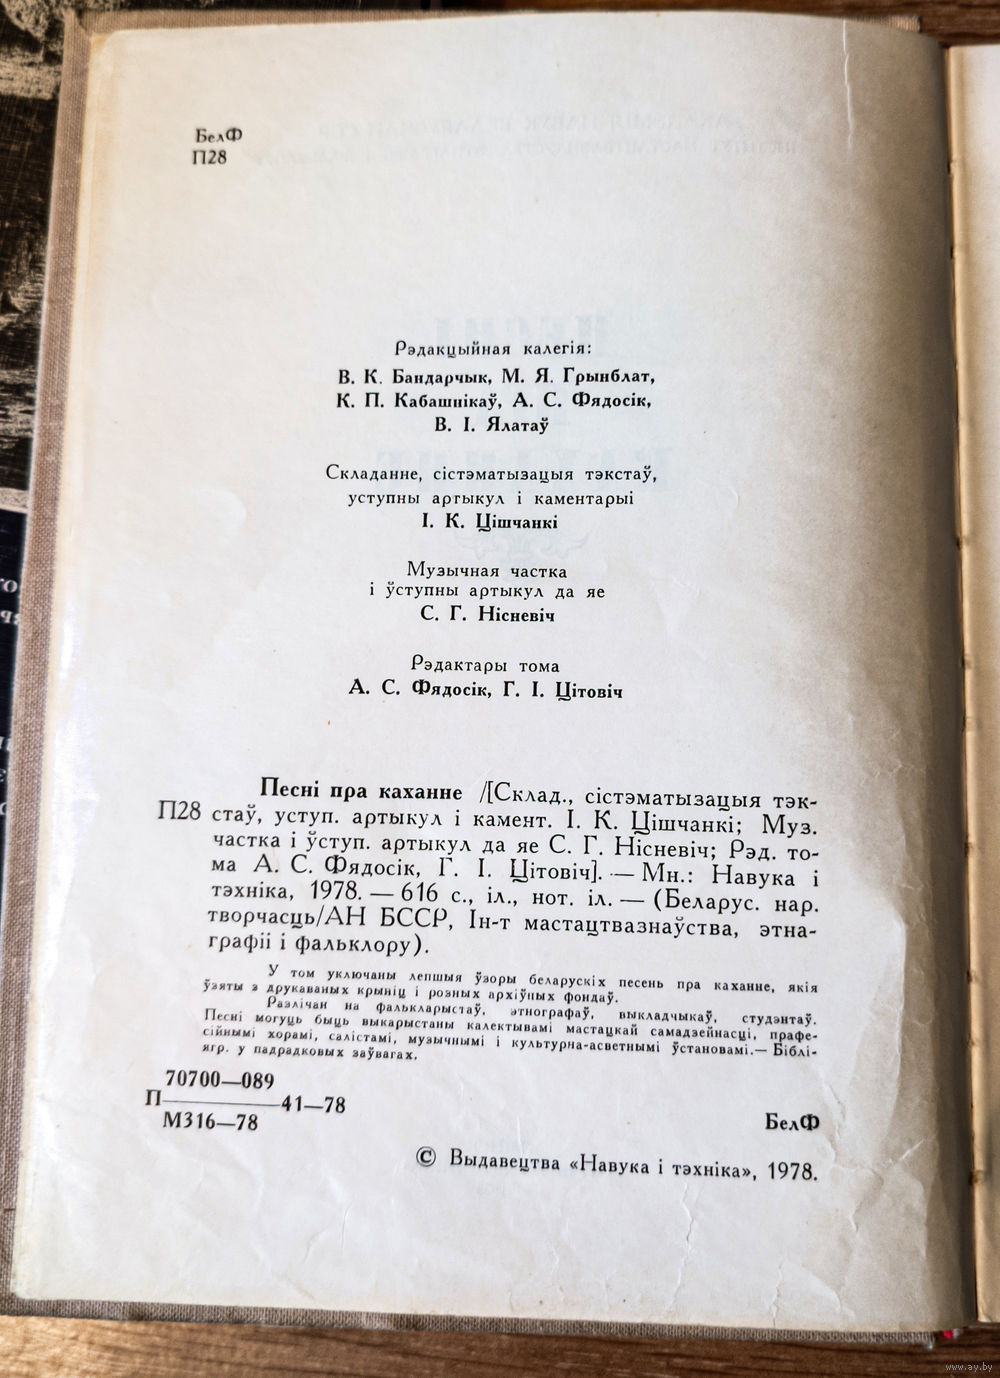 БелФ
П28
Рэдакцыйная калегія:
В. К. Бандарчык, М. Я. Грынблат,
К. П. Кабашнікаў, А. С. Фядосік,
В. І. Ялатаў
Складанне, сістэматызацыя тэкстаў,
уступны артыкул і каментарыі
І. К. Цішчанкі
Музычная частка
і ўступны артыкул да яе
С. Г. Нісневіч
Рэдактары тома
А. С. Фядосік, Г. І. Цітовіч
Песні пра каханне /[Склад., сістэматызацыя тэк-
П28 стаў, уступ. артыкул і камент. І. К. Цішчанкі; Муз.
частка і ўступ. артыкул да яе С. Г. Нісневіч; Рэд. то-
ма А. С. Фядосік, Г. І. Цітовіч]. — Мн.: Навука і
тэхніка, 1978. — 616 с., іл., нот. іл. — (Беларус. нар.
творчасць/АН БССР, Ін-т мастацтвазнаўства, этна-
графіі і фальклору).
У том уключаны лепшыя ўзоры беларускіх песень пра каханне, якія
ўзяты з друкаваных крыніц і розных архіўных фондаў.
Разлічан на фалькларыстаў, этнографаў, выкладчыкаў, студэнтаў.
Песні могуць быць выкарыстаны калектывамі мастацкай самадзейнасці, прафе-
сійнымі хорамі, салістамі, музычнымі і культурна-асветнымі ўстановамі.— Біблі-
ягр. у падрадковых заўвагах.
70700—089
П 41—78
М316—78
БелФ
© Выдавецтва «Навука і тэхніка», 1978.
www.ay.by